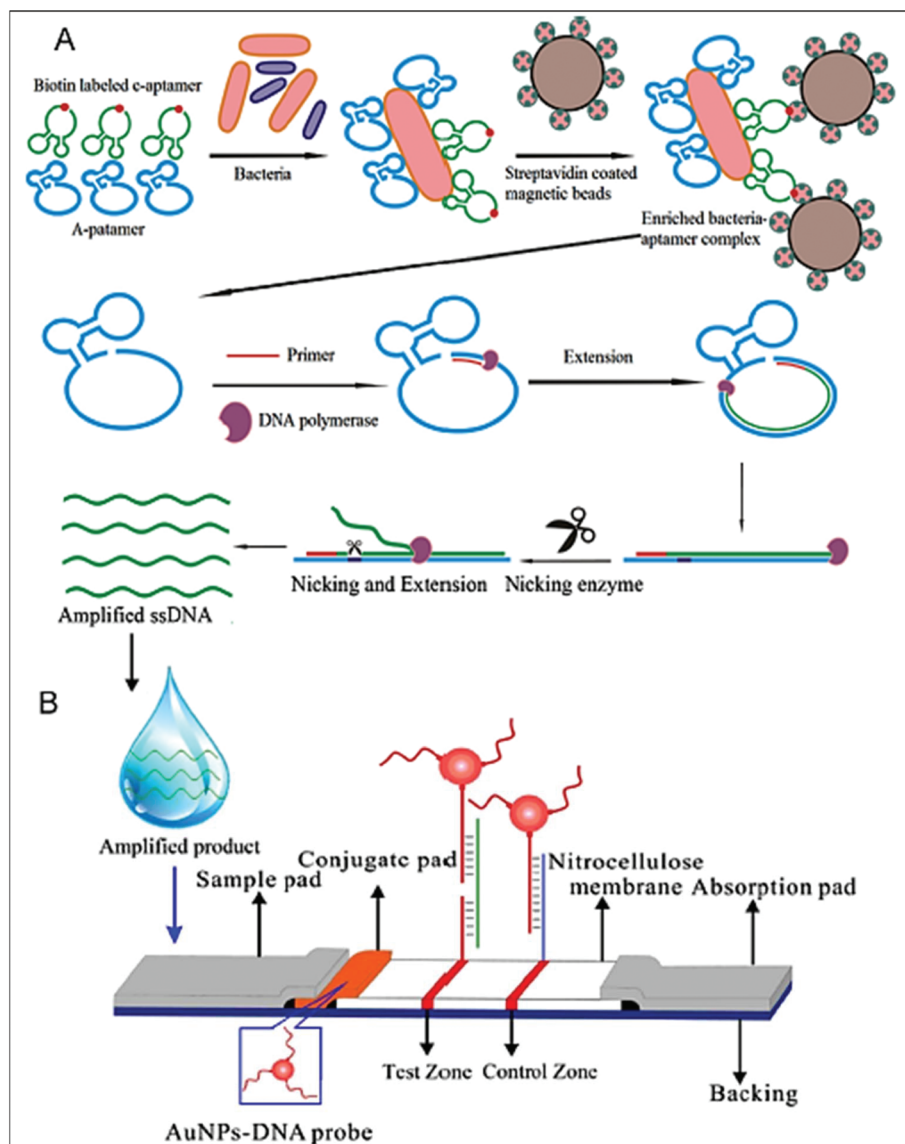 A
Biotin labeled c-aptamer
A-patamer
Bacteria
Streptavidin coated
magnetic beads
Enriched bacteria-
aptamer complex
Primer
DNA polymerase
Extension
Nicking enzyme
Nicking and Extension
Amplified ssDNA
B
Amplified product
Sample pad
Conjugate pad
Nitrocellulose
membrane
Absorption pad
Test Zone
Control Zone
Backing
AuNPs-DNA probe